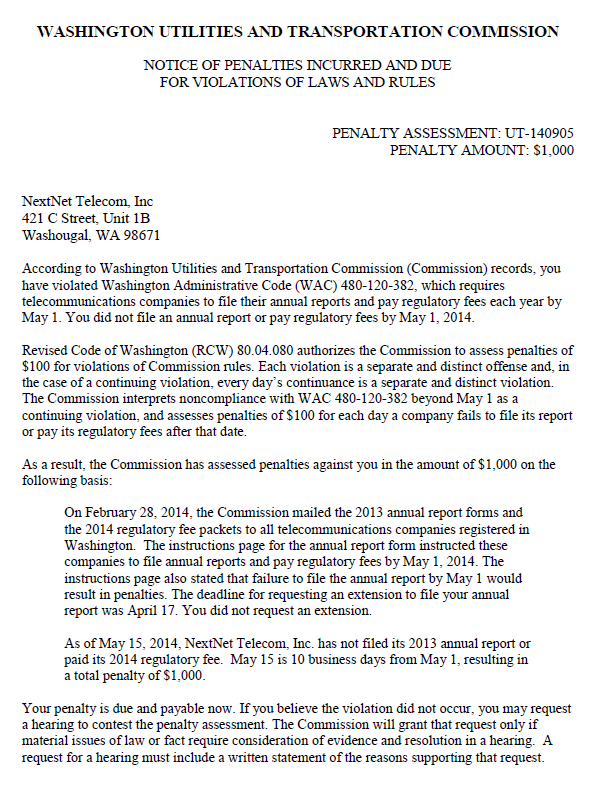 WASHINGTON UTILITIES AND TRANSPORTATION COMMISSION
NOTICE OF PENALTIES INCURRED AND DUE
FOR VIOLATIONS OF LAWS AND RULES
PENALTY ASSESSMENT: UT-140905
PENALTY AMOUNT: $1,000
NextNet Telecom, Inc
421 C Street, Unit 1B
Washougal, WA 98671
According to Washington Utilities and Transportation Commission (Commission) records, you
have violated Washington Administrative Code (WAC) 480-120-382, which requires
telecommunications companies to file their annual reports and pay regulatory fees each year by
May 1. You did not file an annual report or pay regulatory fees by May 1, 2014.
Revised Code of Washington (RCW) 80.04.080 authorizes the Commission to assess penalties of
$100 for violations of Commission rules. Each violation is a separate and distinct offense and, in
the case of a continuing violation, every day's continuance is a separate and distinct violation.
The Commission interprets noncompliance with WAC 480-120-382 beyond May 1 as a
continuing violation, and assesses penalties of $100 for each day a company fails to file its report
or pay its regulatory fees after that date.
As a result, the Commission has assessed penalties against you in the amount of $1,000 on the
following basis:
On February 28, 2014, the Commission mailed the 2013 annual report forms and
the 2014 regulatory fee packets to all telecommunications companies registered in
Washington. The instructions page for the annual report form instructed these
companies to file annual reports and pay regulatory fees by May 1, 2014. The
instructions page also stated that failure to file the annual report by May 1 would
result in penalties. The deadline for requesting an extension to file your annual
report was April 17. You did not request an extension.
As of May 15, 2014, NextNet Telecom, Inc. has not filed its 2013 annual report or
paid its 2014 regulatory fee. May 15 is 10 business days from May 1, resulting in
a total penalty of $1,000.
Your penalty is due and payable now. If you believe the violation did not occur, you may request
a hearing to contest the penalty assessment. The Commission will grant that request only if
material issues of law or fact require consideration of evidence and resolution in a hearing. A
request for a hearing must include a written statement of the reasons supporting that request.